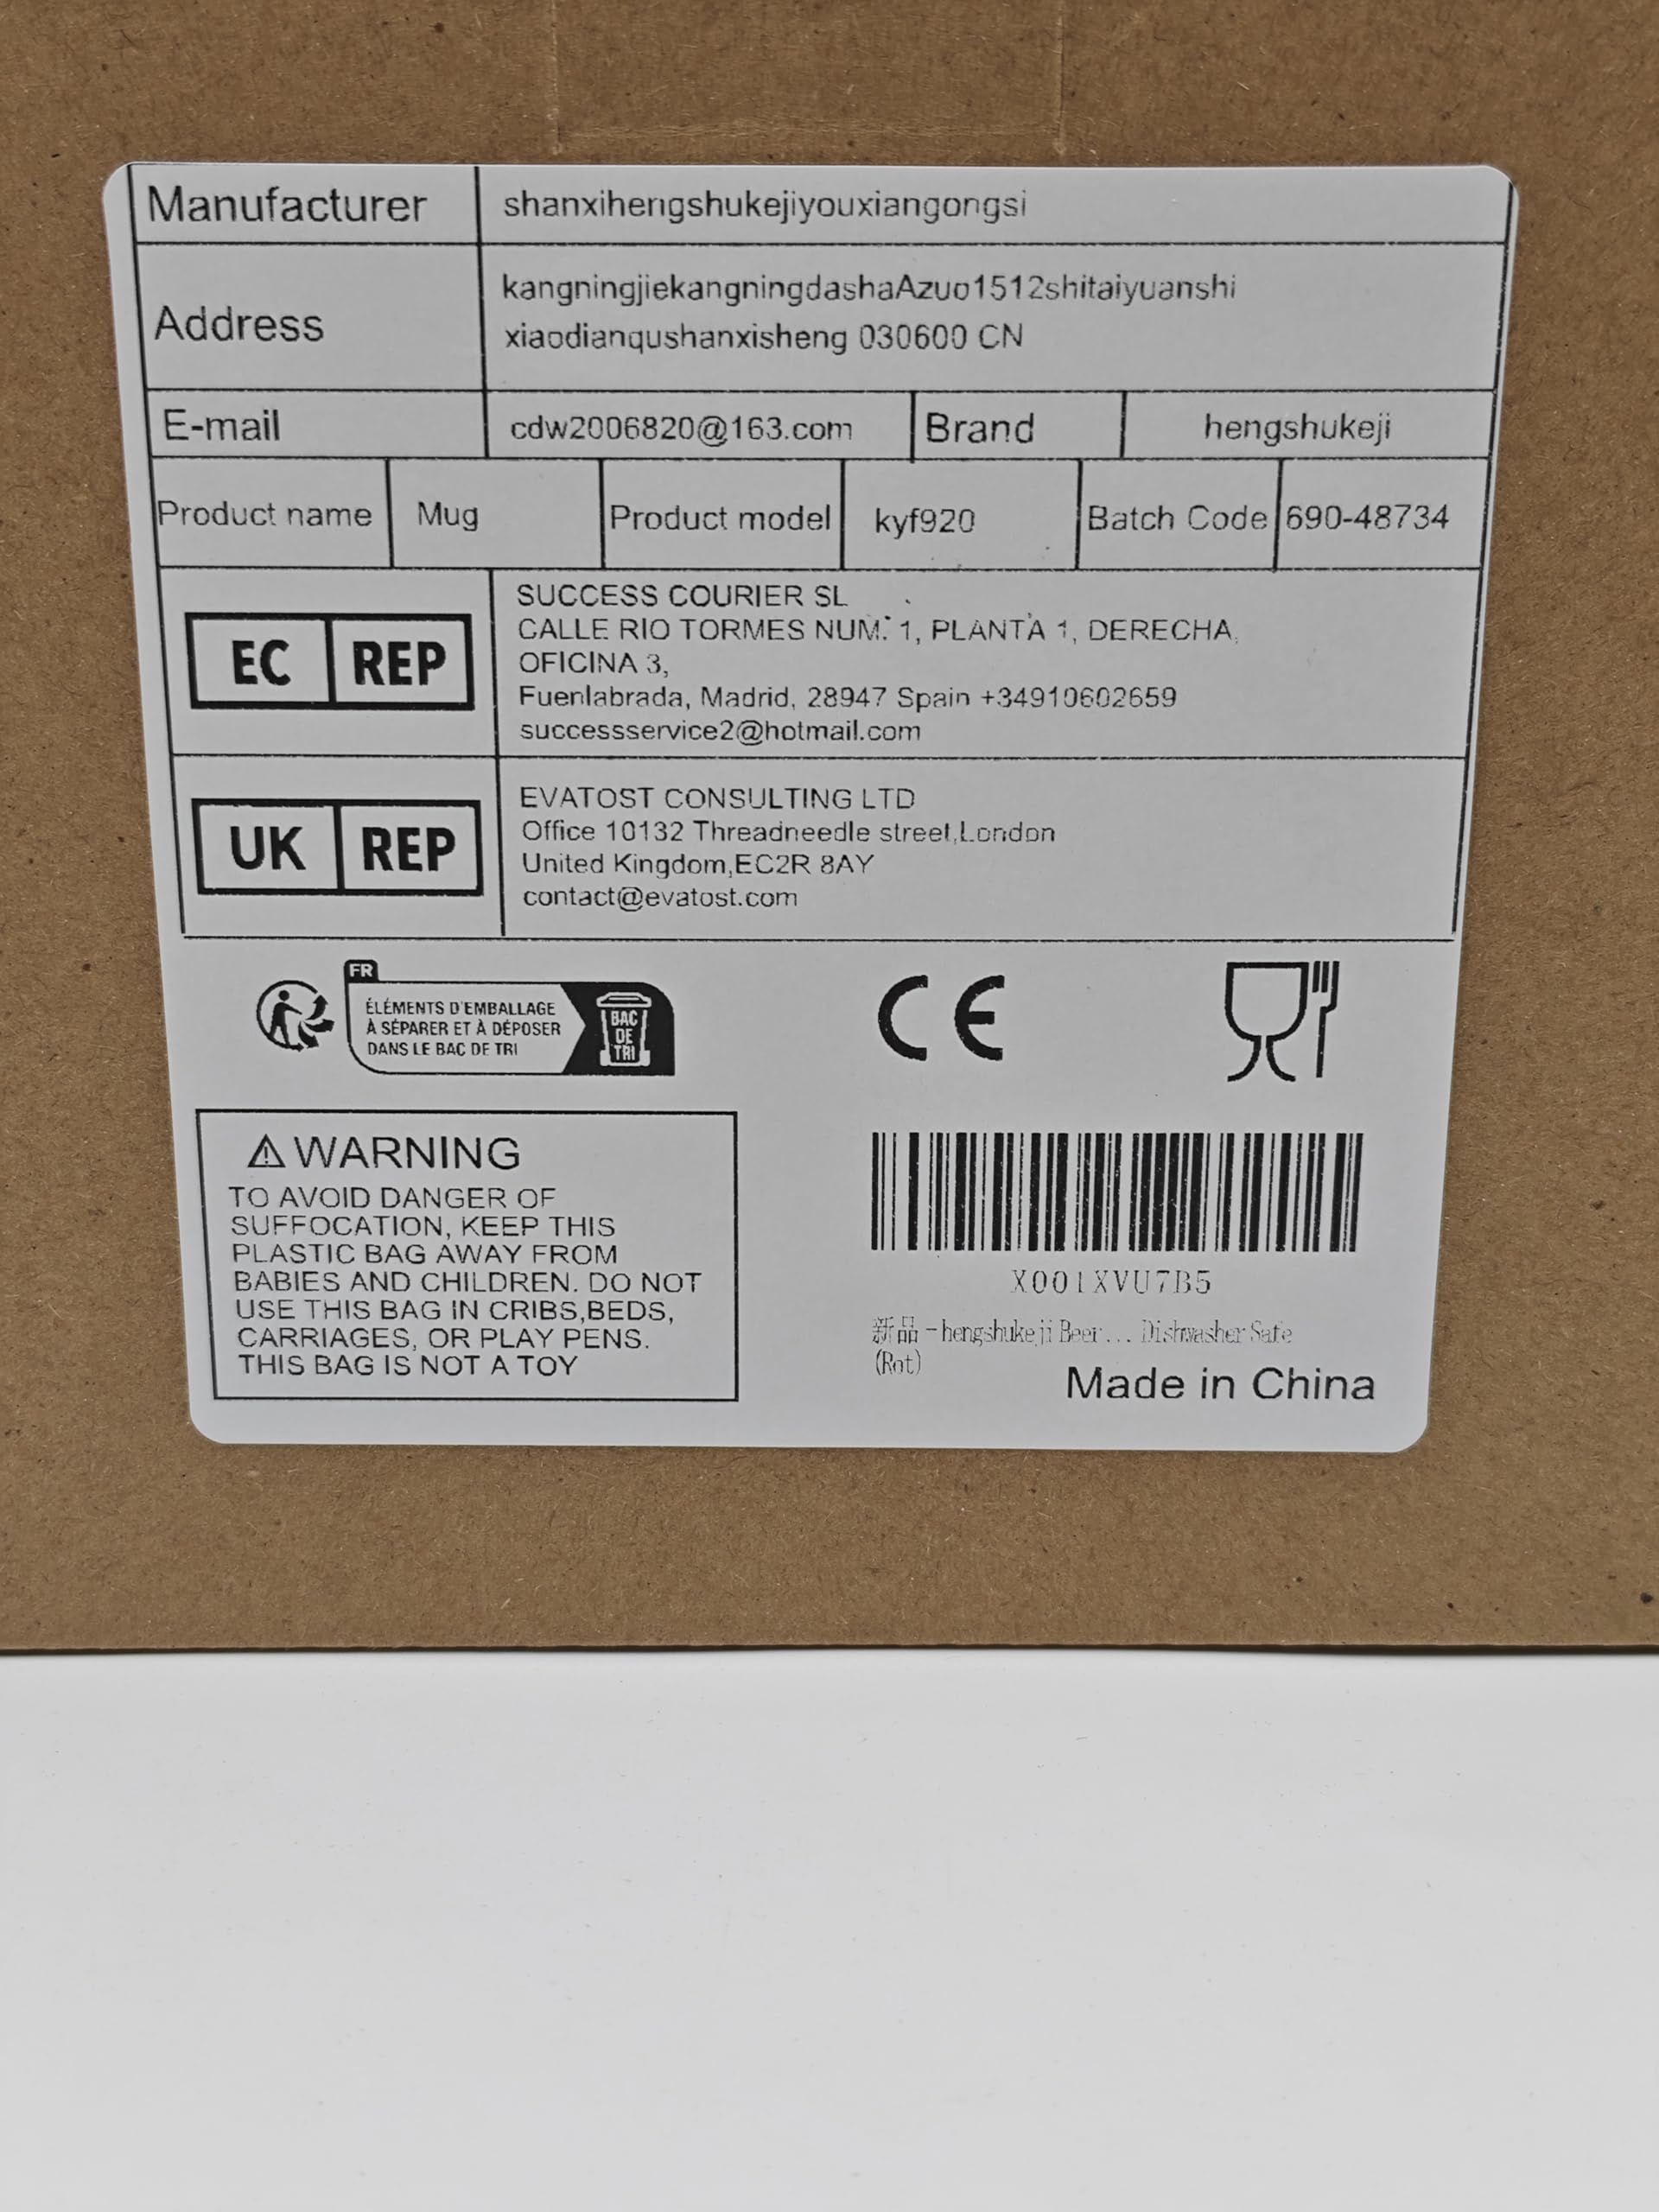 Manufacturer shanxihengshukejiyouxiangongsi
Address kangningjiekangningdashaAzuo1512shitaiyuanshi
xiaodianqushanxisheng 030600 CN
E-mail cdw2006820@163.com Brand hengshukeji
Product name Mug Product model kyf920 Batch Code 690-48734
EC REP
SUCCESS COURIER SL
CALLE RIO TORMES NUM. 1, PLANTA 1, DERECHA,
OFICINA 3,
Fuenlabrada, Madrid, 28947 Spain +34910602659
successservice2@hotmail.com
UK REP
EVATOST CONSULTING LTD
Office 10132 Threadneedle street,London
United Kingdom,EC2R 8AY
contact@evatost.com
FR
ÉLÉMENTS D'EMBALLAGE
À SÉPARER ET À DÉPOSER
DANS LE BAC DE TRI
BAC
DE
TRI
CE
⚠WARNING
TO AVOID DANGER OF
SUFFOCATION, KEEP THIS
PLASTIC BAG AWAY FROM
BABIES AND CHILDREN. DO NOT
USE THIS BAG IN CRIBS,BEDS,
CARRIAGES, OR PLAY PENS.
THIS BAG IS NOT A TOY
X001XVU7B5
新品 - hengshukeji Beer... Dishwasher Safe
(Rot)
Made in China